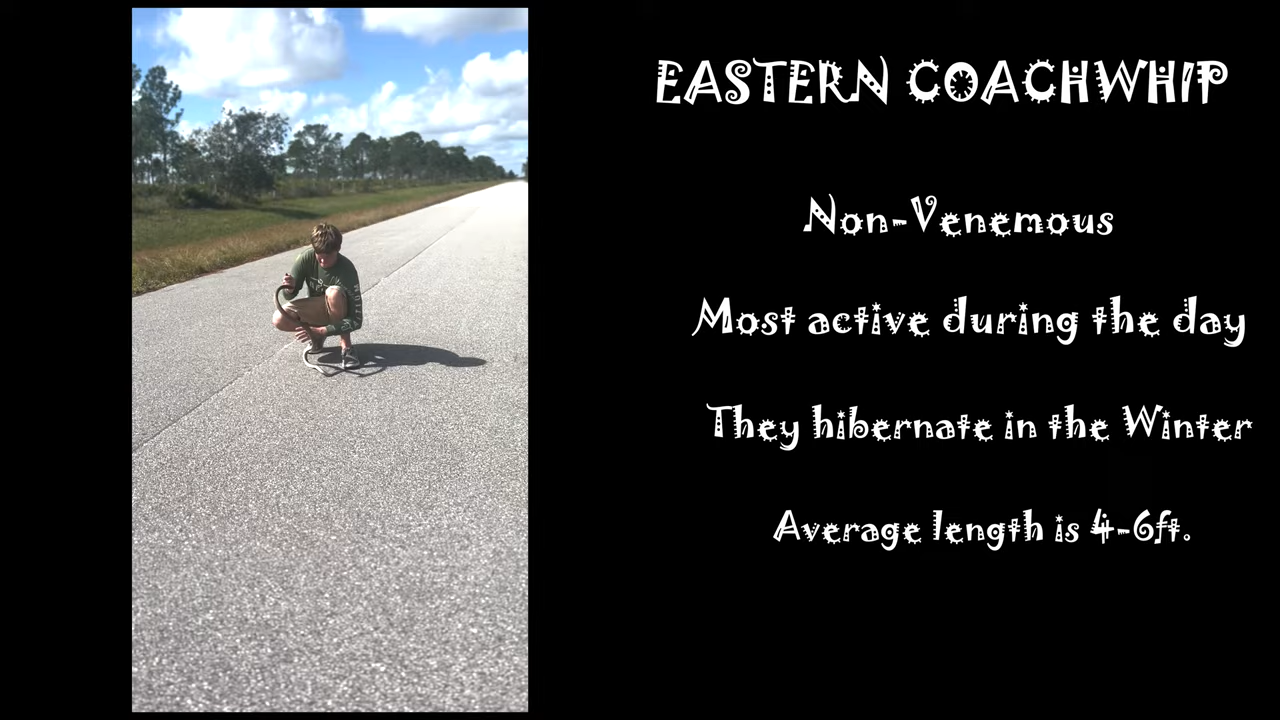 EASTERN COACHWHIP
Non-Venemous
Most active during the day
They hibernate in the Winter
Average length is 4-6ft.